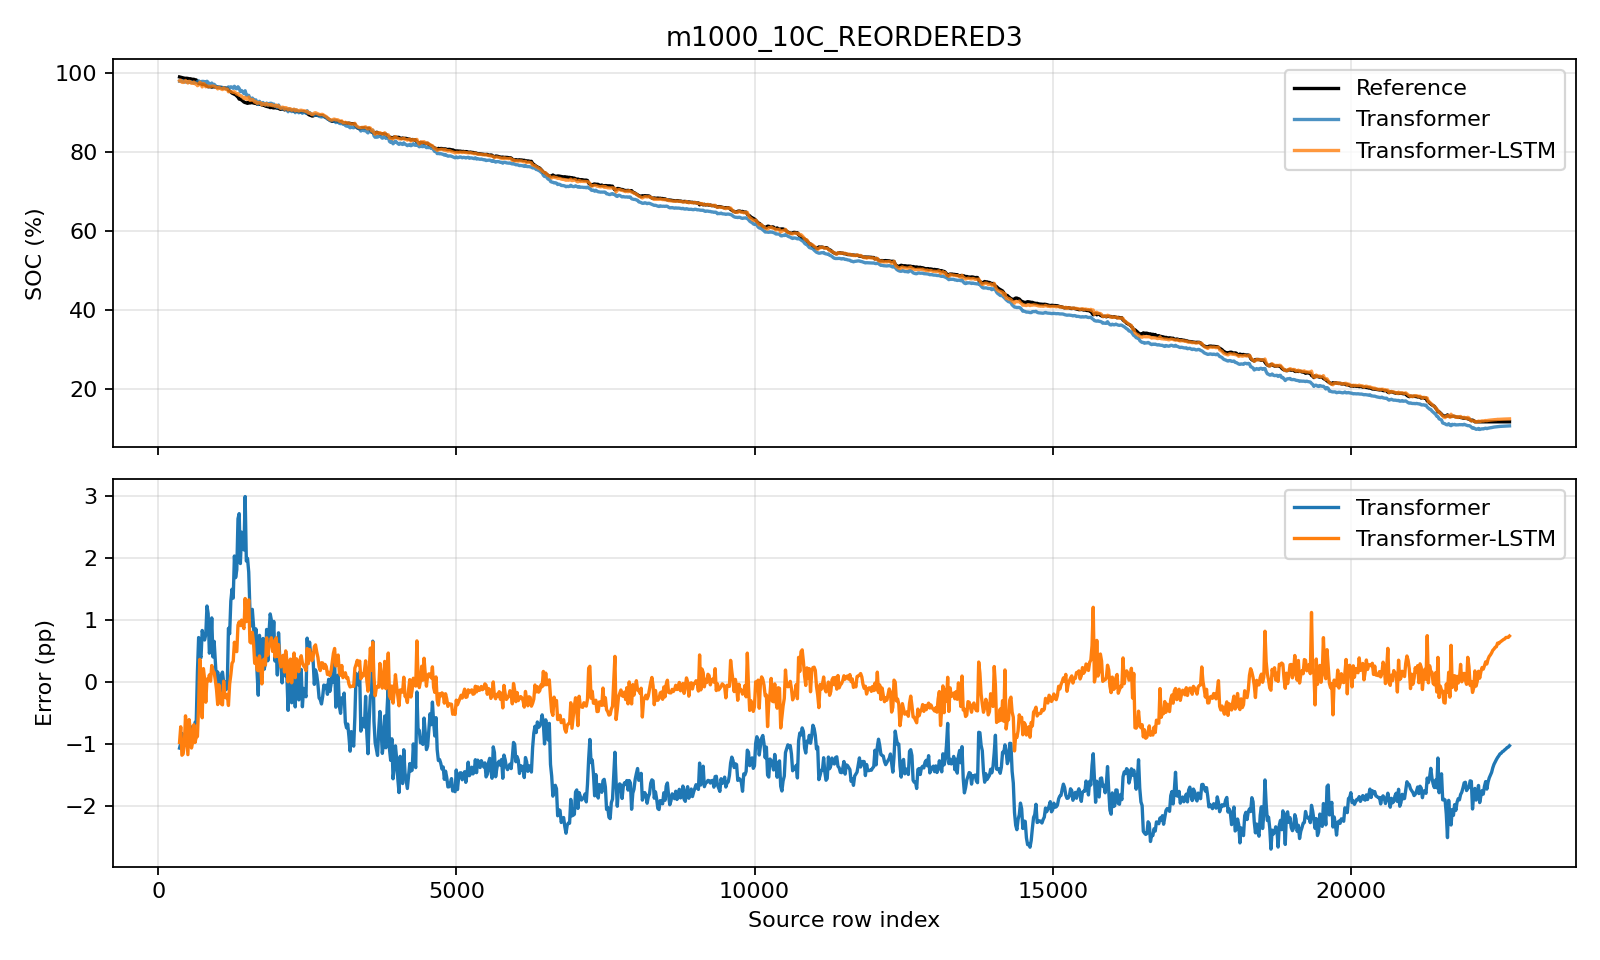 m1000_10C_REORDERED3
100
80
60
40
20
SOC (%)
Reference
Transformer
Transformer-LSTM
3
2
1
0
−1
−2
Error (pp)
Transformer
Transformer-LSTM
0
5000
10000
15000
20000
Source row index